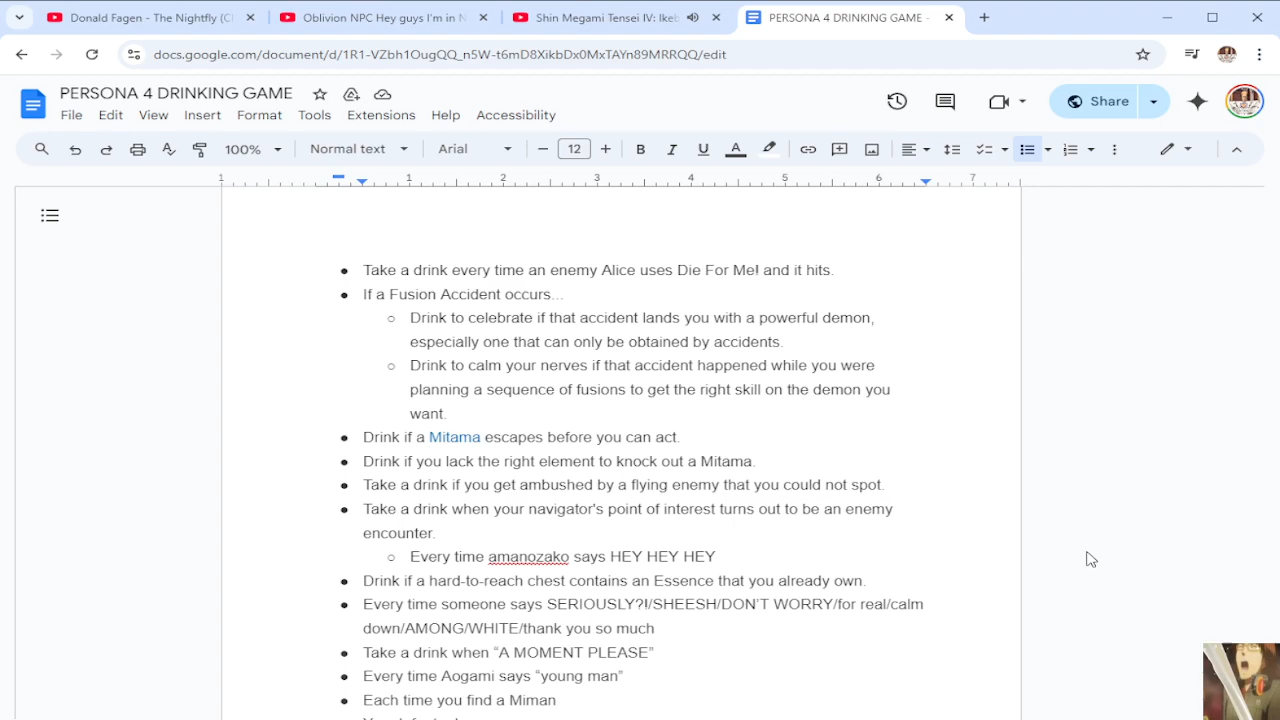 Donald Fagen - The Nightfly (Cl
Oblivion NPC Hey guys I'm in N
Shin Megami Tensei IV: Ikeb
PERSONA 4 DRINKING GAME -
docs.google.com/document/d/1R1-VZbh1OugQQ_n5W-t6mD8XikbDx0MxTAYn89MRRQQ/edit
PERSONA 4 DRINKING GAME
File Edit View Insert Format Tools Extensions Help Accessibility
Share
100% Normal text Arial 12 B I U A
1 1 2 3 4 5 6 7
Take a drink every time an enemy Alice uses Die For Me! and it hits.
If a Fusion Accident occurs...
Drink to celebrate if that accident lands you with a powerful demon,
especially one that can only be obtained by accidents.
Drink to calm your nerves if that accident happened while you were
planning a sequence of fusions to get the right skill on the demon you
want.
Drink if a Mitama escapes before you can act.
Drink if you lack the right element to knock out a Mitama.
Take a drink if you get ambushed by a flying enemy that you could not spot.
Take a drink when your navigator's point of interest turns out to be an enemy
encounter.
Every time amanozako says HEY HEY HEY
Drink if a hard-to-reach chest contains an Essence that you already own.
Every time someone says SERIOUSLY?!/SHEESH/DON'T WORRY/for real/calm
down/AMONG/WHITE/thank you so much
Take a drink when “A MOMENT PLEASE”
Every time Aogami says “young man”
Each time you find a Miman